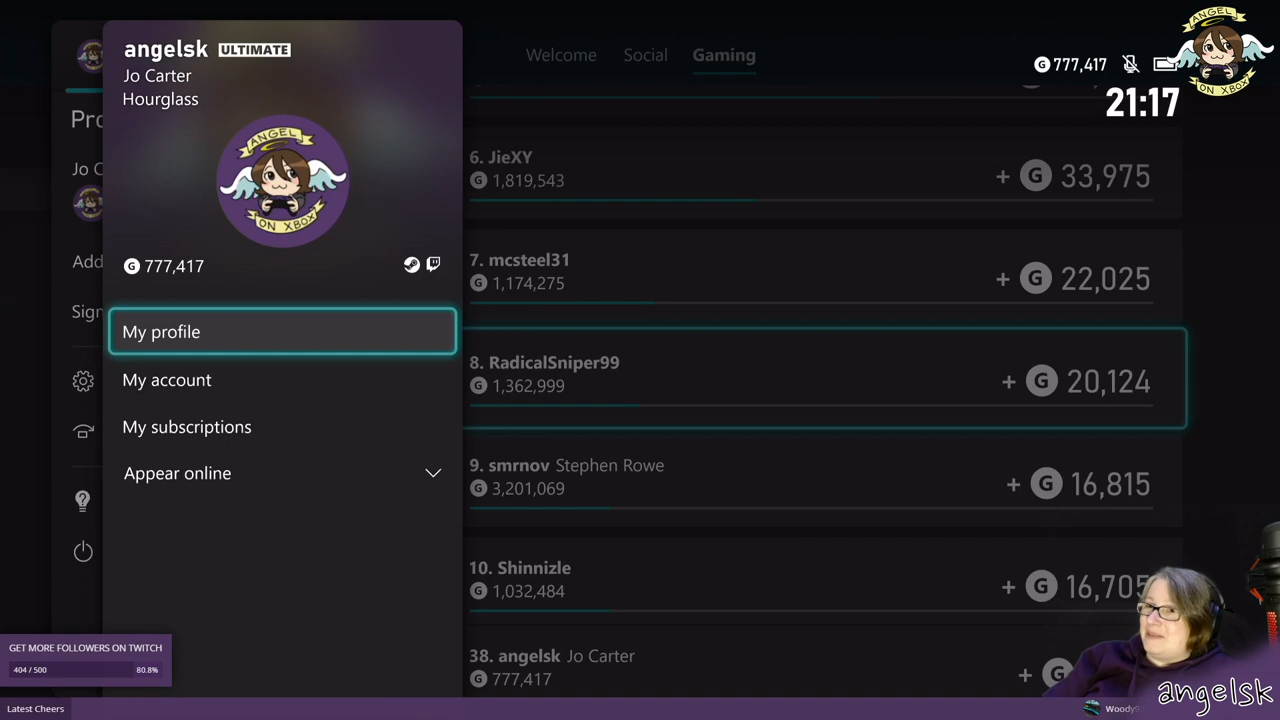 angelsk ULTIMATE
Jo Carter
Hourglass
ANGEL
ON XBOX
777,417
My profile
My account
My subscriptions
Appear online
Jo C
Add
Sign
Welcome Social Gaming
777,417
21:17
ANGEL
ON XBOX
6. JieXY
1,819,543
+ G 33,975
7. mcsteel31
G 1,174,275
+ G 22,025
8. RadicalSniper99
G 1,362,999
+ G 20,124
9. smrnov Stephen Rowe
G 3,201,069
+ G 16,815
10. Shinnizle
G 1,032,484
+ G 16,705
38. angelsk Jo Carter
G 777,417
+ G
GET MORE FOLLOWERS ON TWITCH
404 / 500 80.8%
Latest Cheers
angelsk